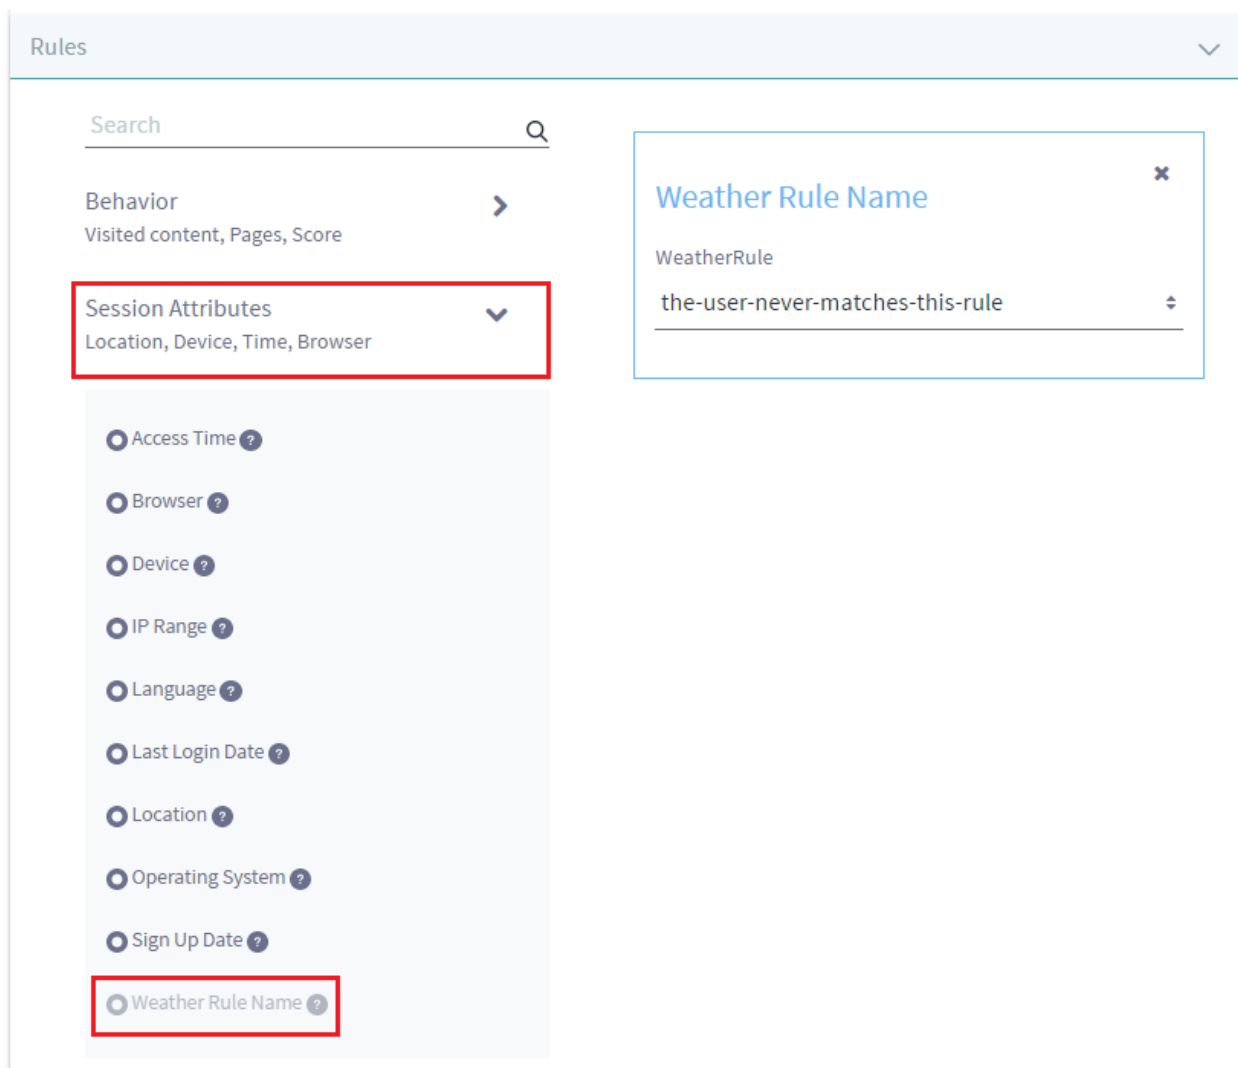 Rules
Search
Behavior
Visited content, Pages, Score
Session Attributes
Location, Device, Time, Browser
Access Time ?
Browser ?
Device ?
IP Range ?
Language ?
Last Login Date ?
Location ?
Operating System ?
Sign Up Date ?
Weather Rule Name ?
Weather Rule Name
WeatherRule
the-user-never-matches-this-rule